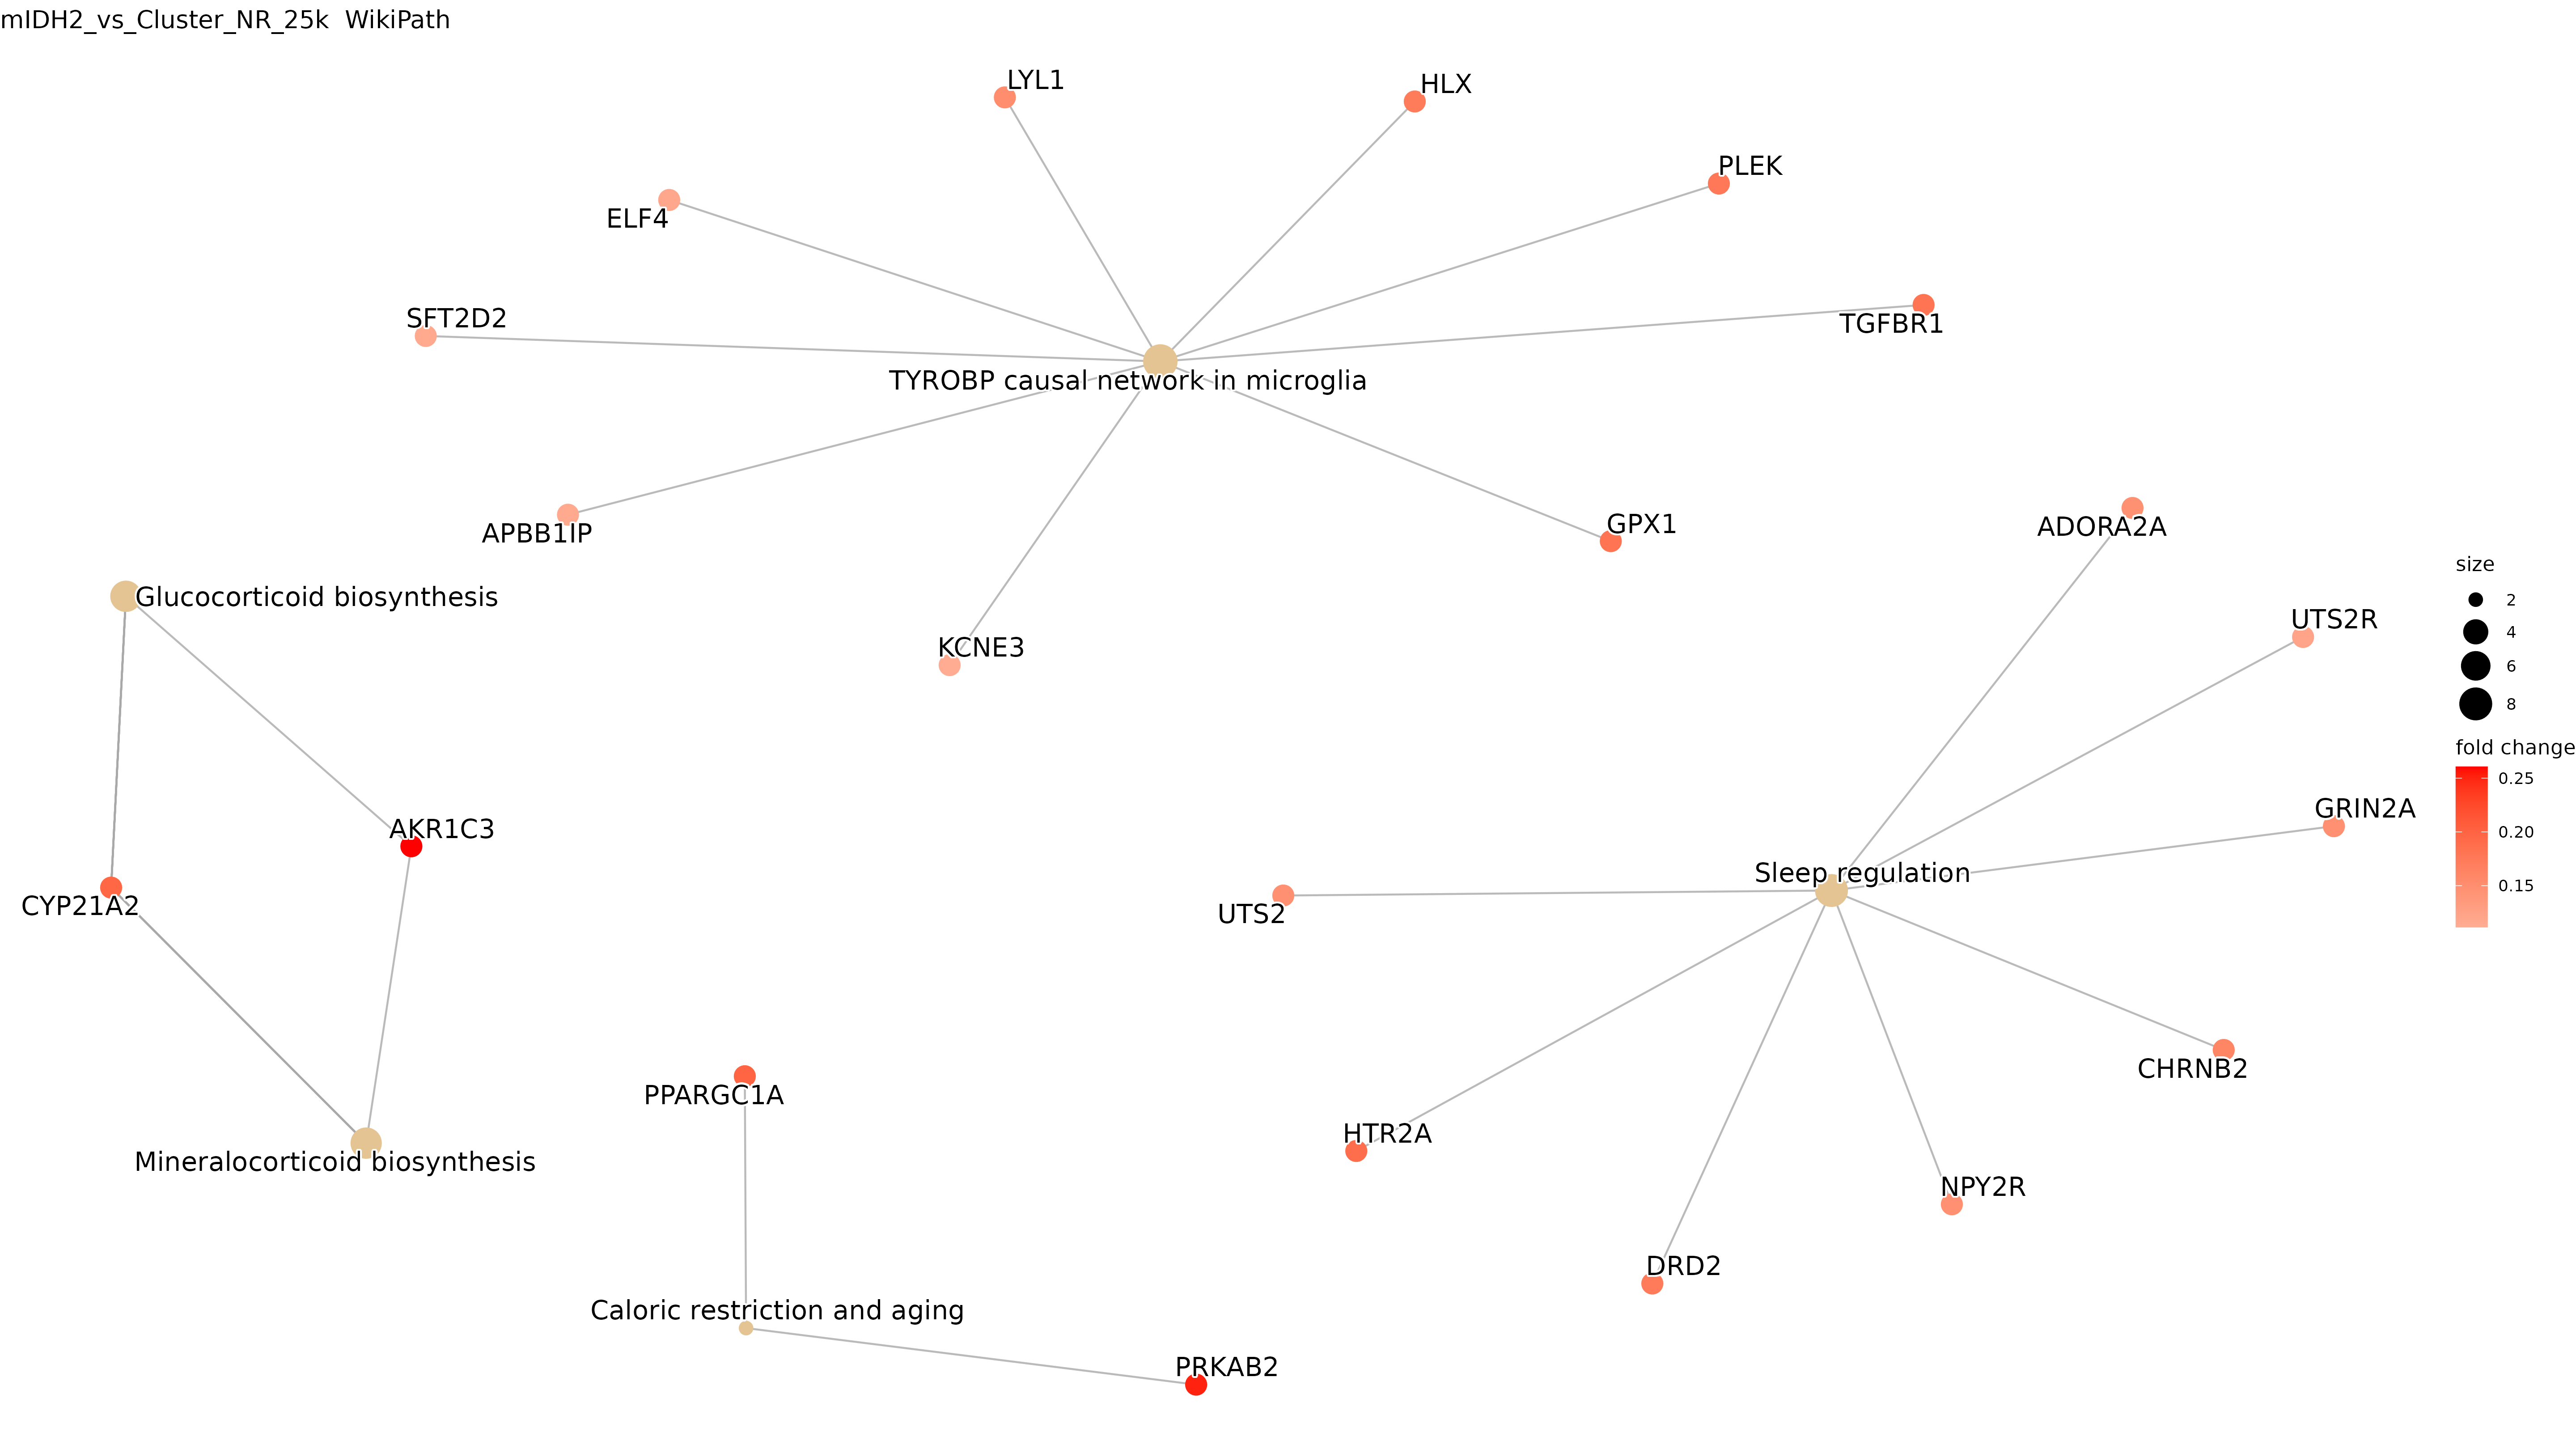 mIDH2_vs_Cluster_NR_25k  WikiPath
LYL1
HLX
PLEK
ELF4
SFT2D2
TGFBR1
TYROBP causal network in microglia
APBB1IP
GPX1
ADORA2A
KCNE3
Glucocorticoid biosynthesis
UTS2R
GRIN2A
AKR1C3
CYP21A2
Sleep regulation
UTS2
CHRNB2
PPARGC1A
HTR2A
Mineralocorticoid biosynthesis
NPY2R
DRD2
Caloric restriction and aging
PRKAB2
size
2
4
6
8
fold change
0.25
0.20
0.15